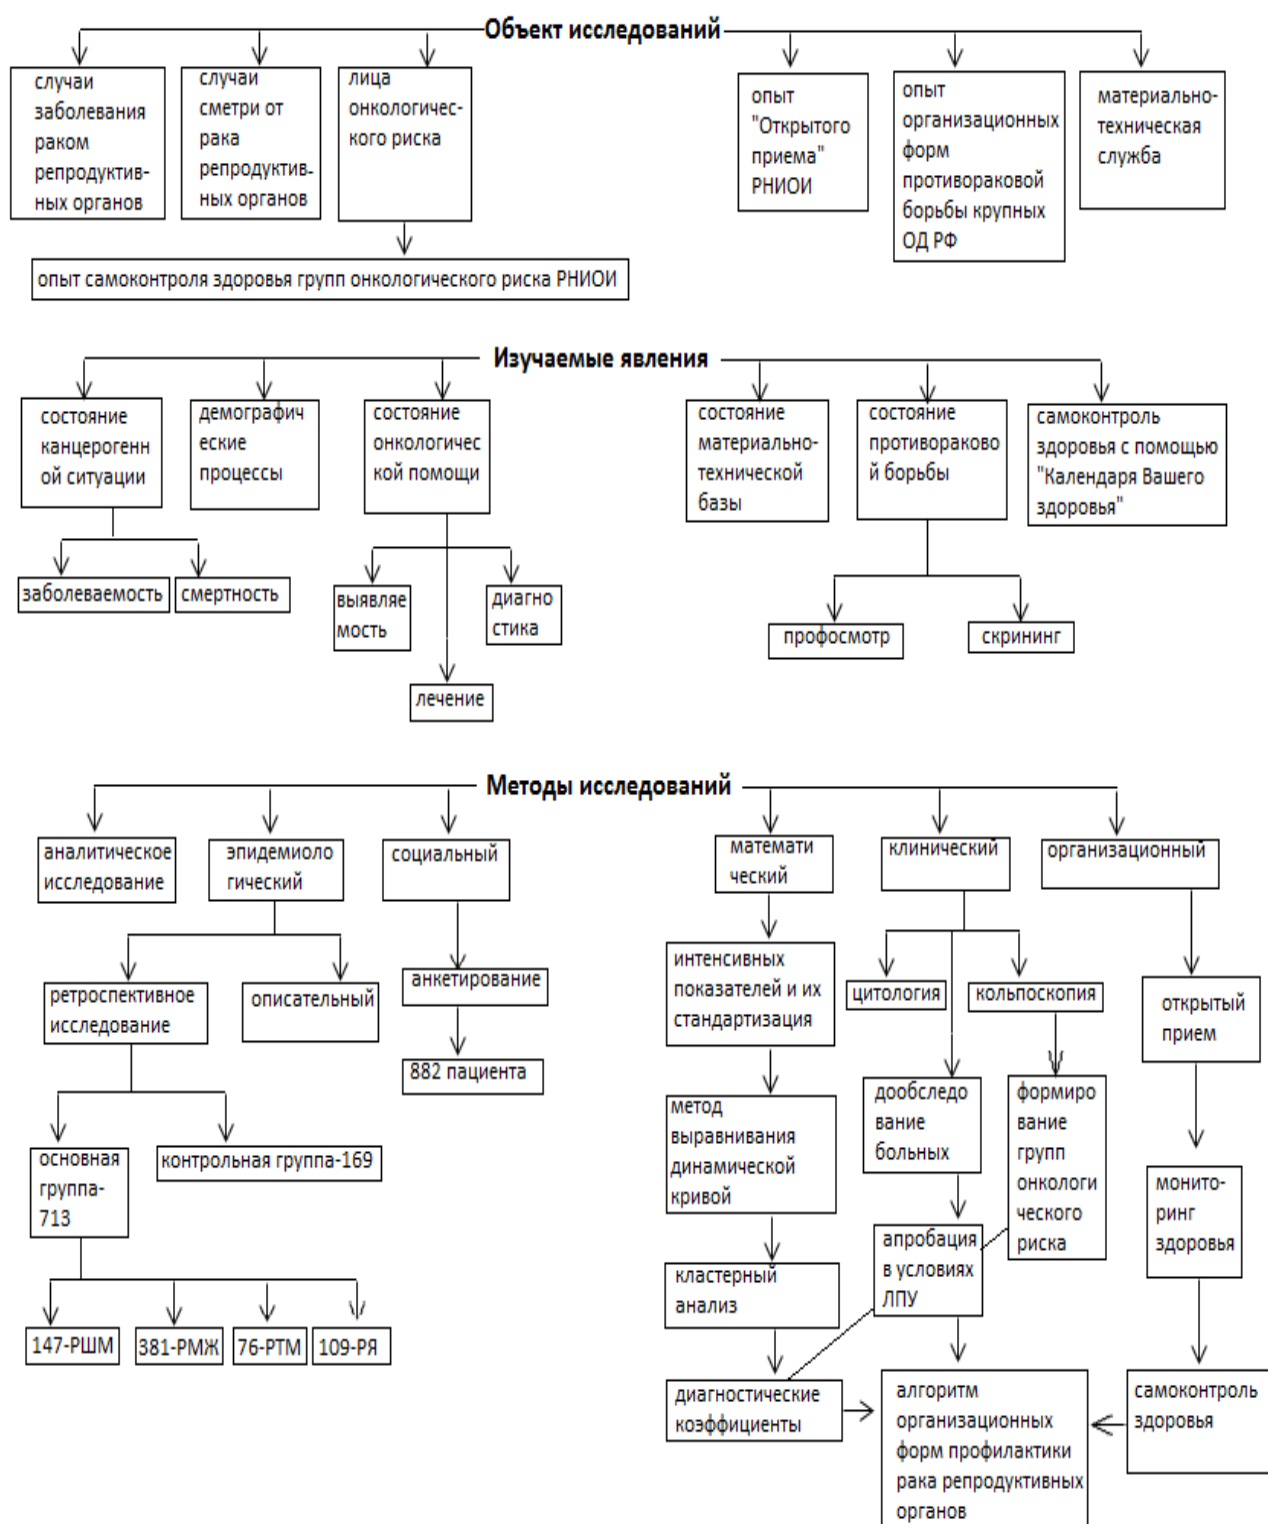 Объект исследований
случаи
заболевания
раком
репродуктив-
ных органов
случаи
сметри от
рака
репродуктив-
ных органов
лица
онкологичес-
кого риска
опыт
"Открытого
приема"
РНИОИ
опыт
организационных
форм
противораковой
борьбы крупных
ОД РФ
материально-
техническая
служба
опыт самоконтроля здоровья групп онкологического риска РНИОИ
Изучаемые явления
состояние
канцерогенн
ой ситуации
демографич
еские
процессы
состояние
онкологичес
кой помощи
состояние
материально-
технической
базы
состояние
противораково
й борьбы
самоконтроль
здоровья с помощью
"Календаря Вашего
здоровья"
заболеваемость
смертность
выявляе
мость
диагно
стика
лечение
профосмотр
скрининг
Методы исследований
аналитическое
исследование
эпидемиоло
гический
социальный
математи
ческий
клинический
организационный
ретроспективное
исследование
описательный
анкетирование
882 пациента
основная
группа-
713
контрольная группа-169
147-РШМ
381-РМЖ
76-РТМ
109-РЯ
интенсивных
показателей и их
стандартизация
метод
выравнивания
динамической
кривой
кластерный
анализ
диагностические
коэффициенты
цитология
кольпоскопия
дообследо
вание
больных
формиро
вание
групп
онкологи
ческого
риска
апробация
в условиях
ЛПУ
алгоритм
организационных
форм профилактики
рака репродуктивных
органов
открытый
прием
монито-
ринг
здоровья
самоконтроль
здоровья